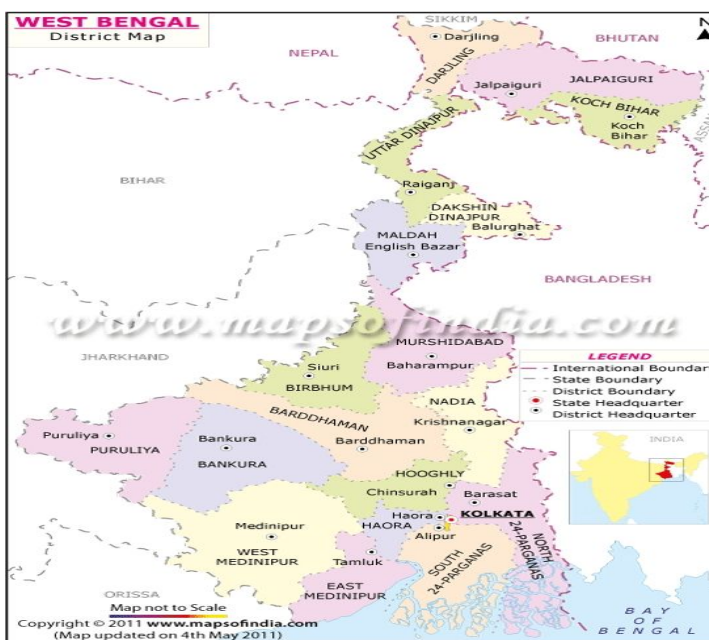 WEST BENGAL
District Map
N
SIKKIM
Darjling
DARJLING
NEPAL
BHUTAN
Jalpaiguri
JALPAIGURI
KOCH BIHAR
Koch
Bihar
UTTAR DINAJPUR
BIHAR
Raiganj
DAKSHIN
DINAJPUR
Balurghat
MALDAH
English Bazar
BANGLADESH
www.mapsofindia.com
MURSHIDABAD
Baharampur
JHARKHAND
Siuri
BIRBHUM
LEGEND
International Boundar
State Boundary
District Boundary
State Headquarter
District Headquarter
NADIA
Krishnanagar
BARDDHAMAN
Barddhaman
Puruliya
PURULIYA
Bankura
BANKURA
INDIA
HOOGHLY
Chinsurah
Barasat
Haora
KOLKATA
HAORA
Alipur
Medinipur
WEST
MEDINIPUR
Tamluk
EAST
MEDINIPUR
SOUTH
24-PARGANAS
NORTH
24-PARGANAS
ORISSA
Map not to Scale
BAY
OF
BENGAL
Copyright © 2011 www.mapsofindia.com
(Map updated on 4th May 2011)